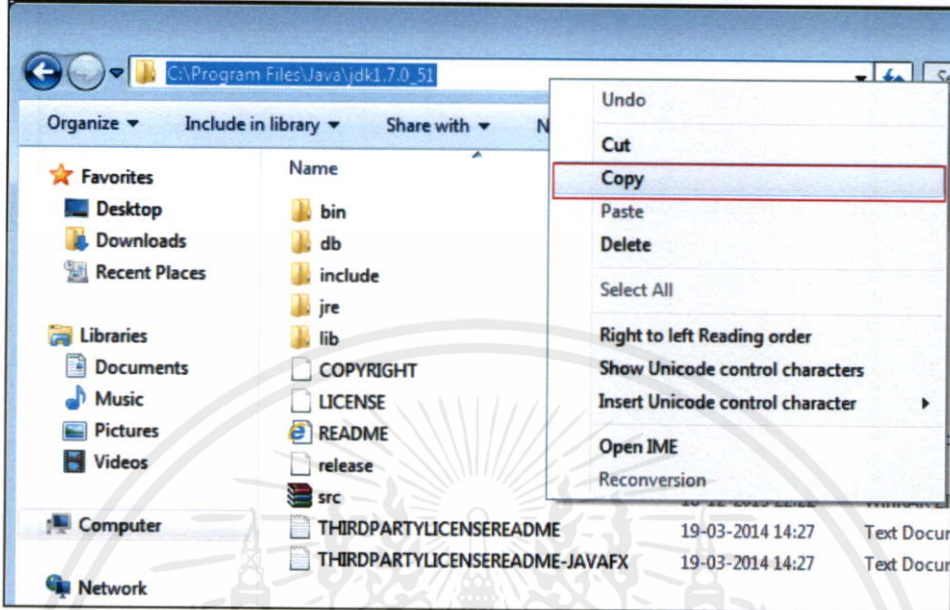 C:\Program Files\Java\jdk1.7.0_51
Organize
Include in library
Share with
N
Name
Favorites
Desktop
Downloads
Recent Places
Libraries
Documents
Music
Pictures
Videos
Computer
Network
bin
db
include
jre
lib
COPYRIGHT
LICENSE
README
release
src
THIRDPARTYLICENSEREADME 19-03-2014 14:27 Text Docur
THIRDPARTYLICENSEREADME-JAVAFX 19-03-2014 14:27 Text Docur
Undo
Cut
Copy
Paste
Delete
Select All
Right to left Reading order
Show Unicode control characters
Insert Unicode control character
Open IME
Reconversion